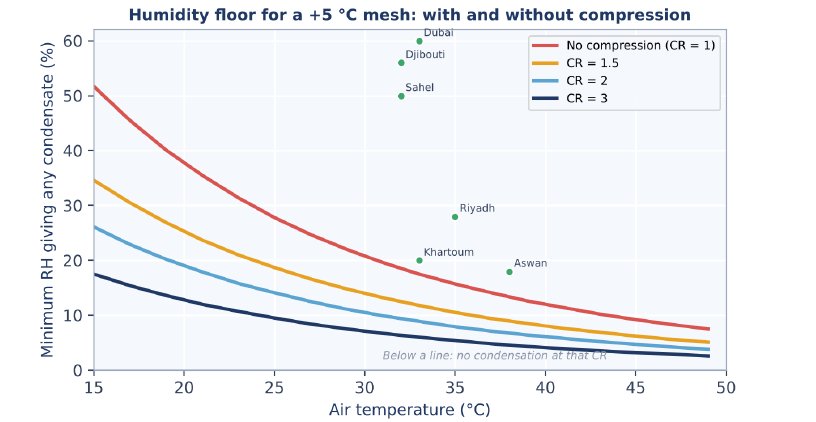 Humidity floor for a +5 °C mesh: with and without compression
Minimum RH giving any condensate (%)
60
50
40
30
20
10
0
Dubai
Djibouti
Sahel
Riyadh
Khartoum
Aswan
No compression (CR = 1)
CR = 1.5
CR = 2
CR = 3
Below a line: no condensation at that CR
15
20
25
30
35
40
45
50
Air temperature (°C)